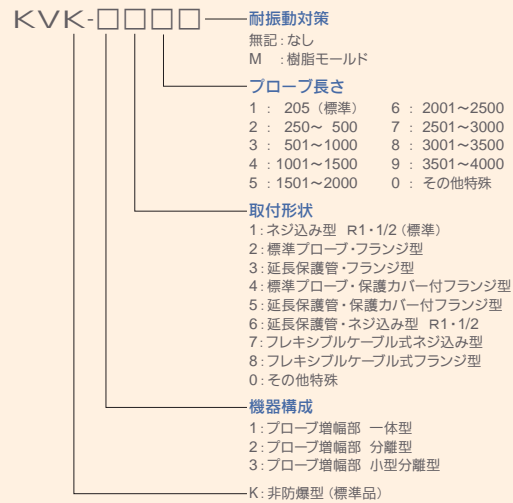 KVK-□□□□
耐振動対策
無記：なし
M ：樹脂モールド
プローブ長さ
1 ： 205（標準） 6 ： 2001～2500
2 ： 250～ 500 7 ： 2501～3000
3 ： 501～1000 8 ： 3001～3500
4 ：1001～1500 9 ： 3501～4000
5 ：1501～2000 0 ： その他特殊
取付形状
1：ネジ込み型 R1・1/2（標準）
2：標準プローブ・フランジ型
3：延長保護管・フランジ型
4：標準プローブ・保護カバー付フランジ型
5：延長保護管・保護カバー付フランジ型
6：延長保護管・ネジ込み型 R1・1/2
7：フレキシブルケーブル式ネジ込み型
8：フレキシブルケーブル式フランジ型
0：その他特殊
機器構成
1：プローブ増幅部 一体型
2：プローブ増幅部 分離型
3：プローブ増幅部 小型分離型
K：非防爆型（標準品）